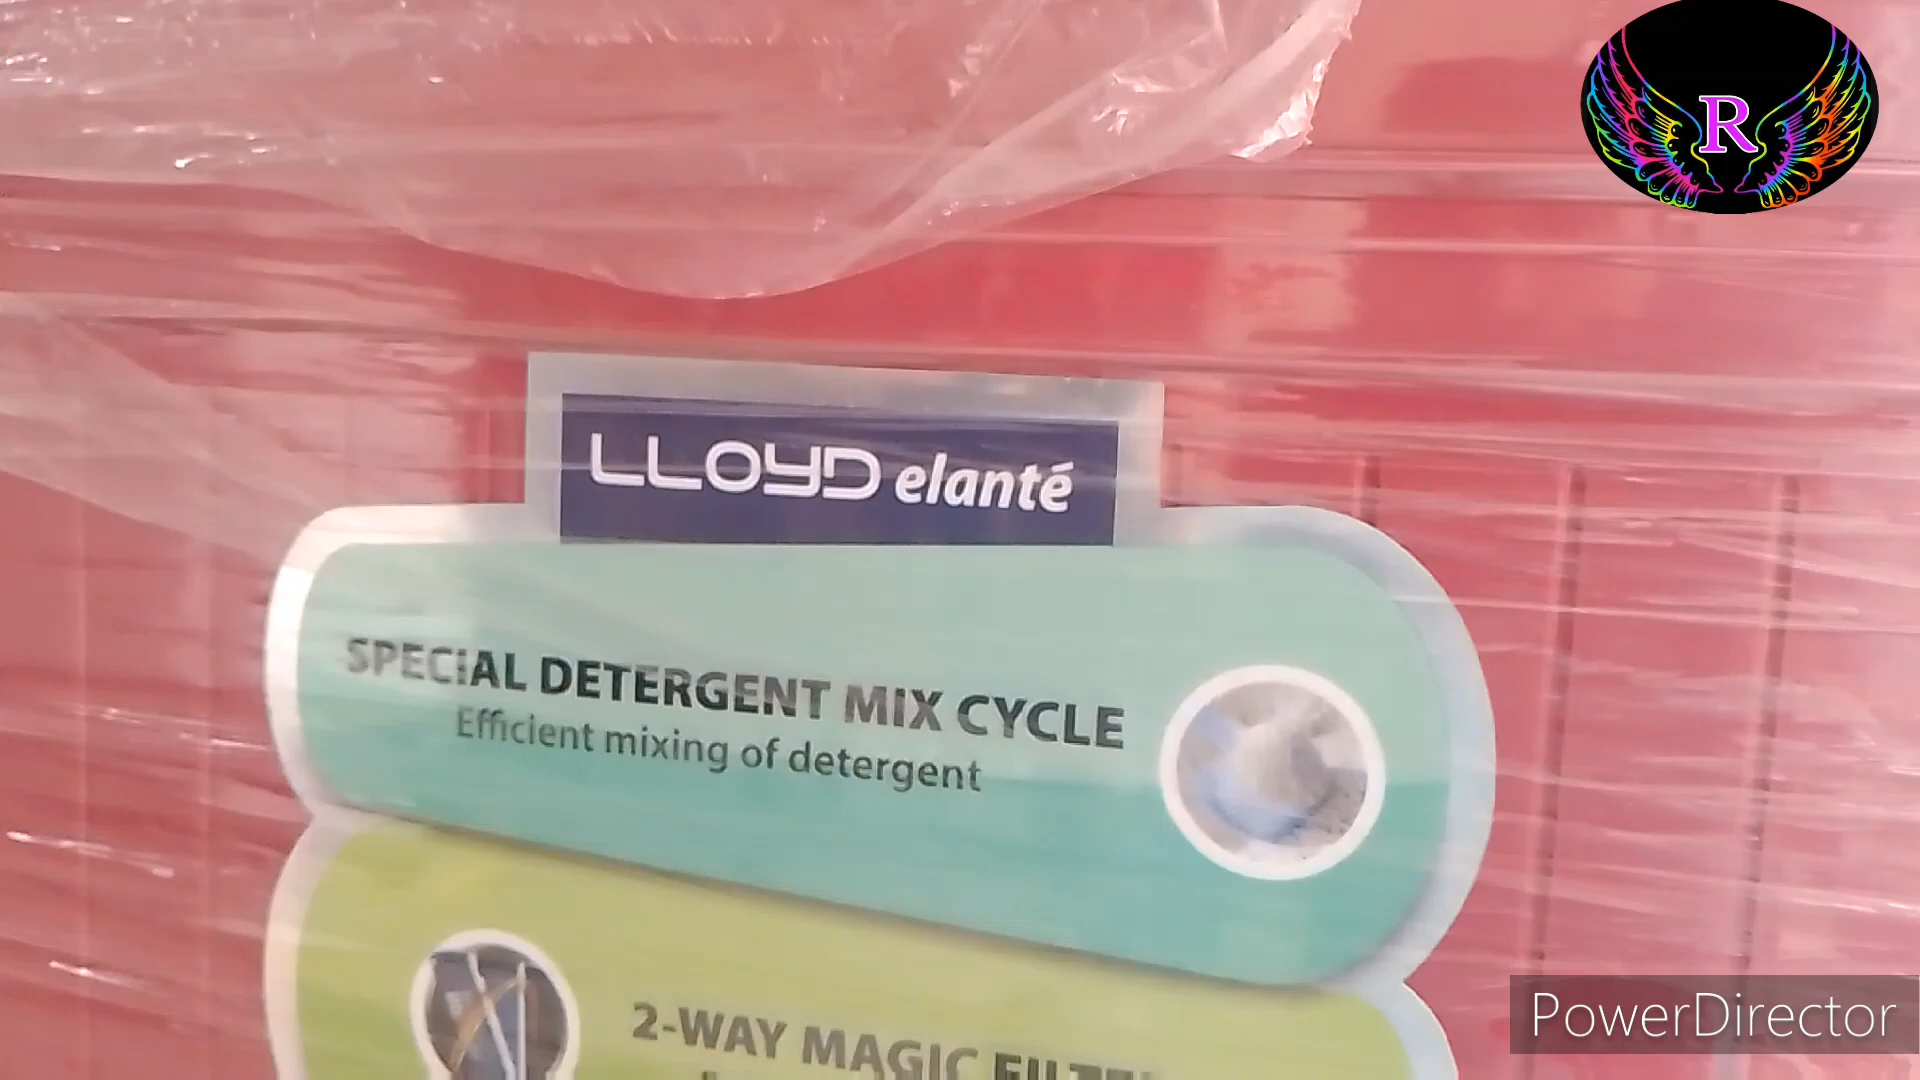 R
LLOYD elanté
SPECIAL DETERGENT MIX CYCLE
Efficient mixing of detergent
2-WAY MAGIC
PowerDirector